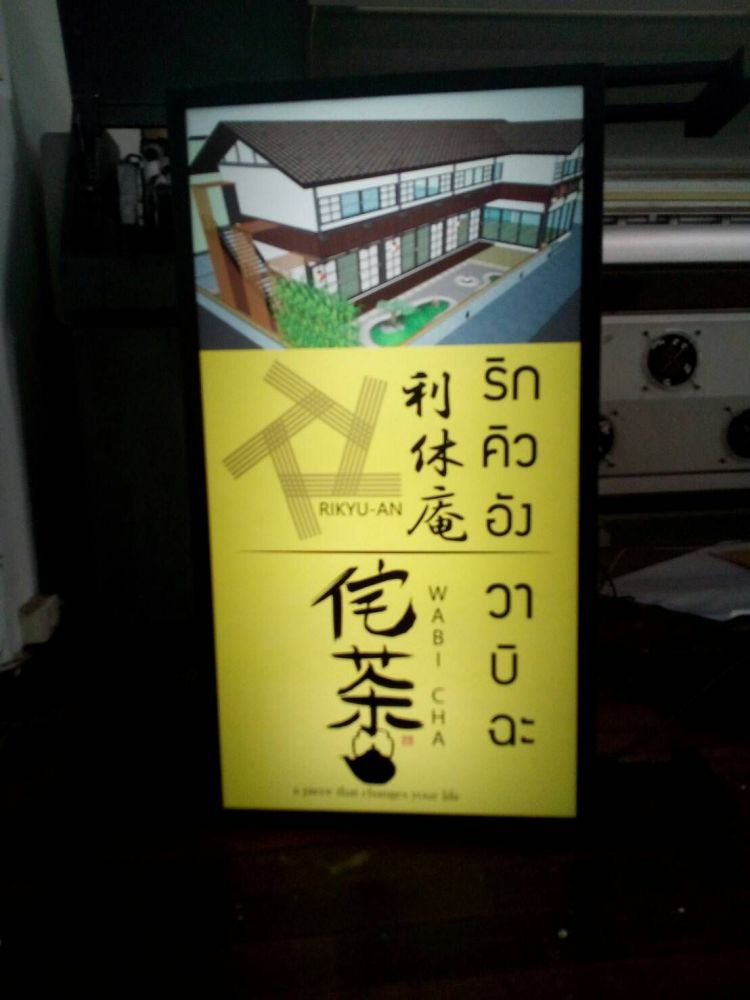 利休庵
RIKYU-AN
ริกคิวอัง
侘茶
WABI CHA
วาบิฉะ
a piece that changes your life